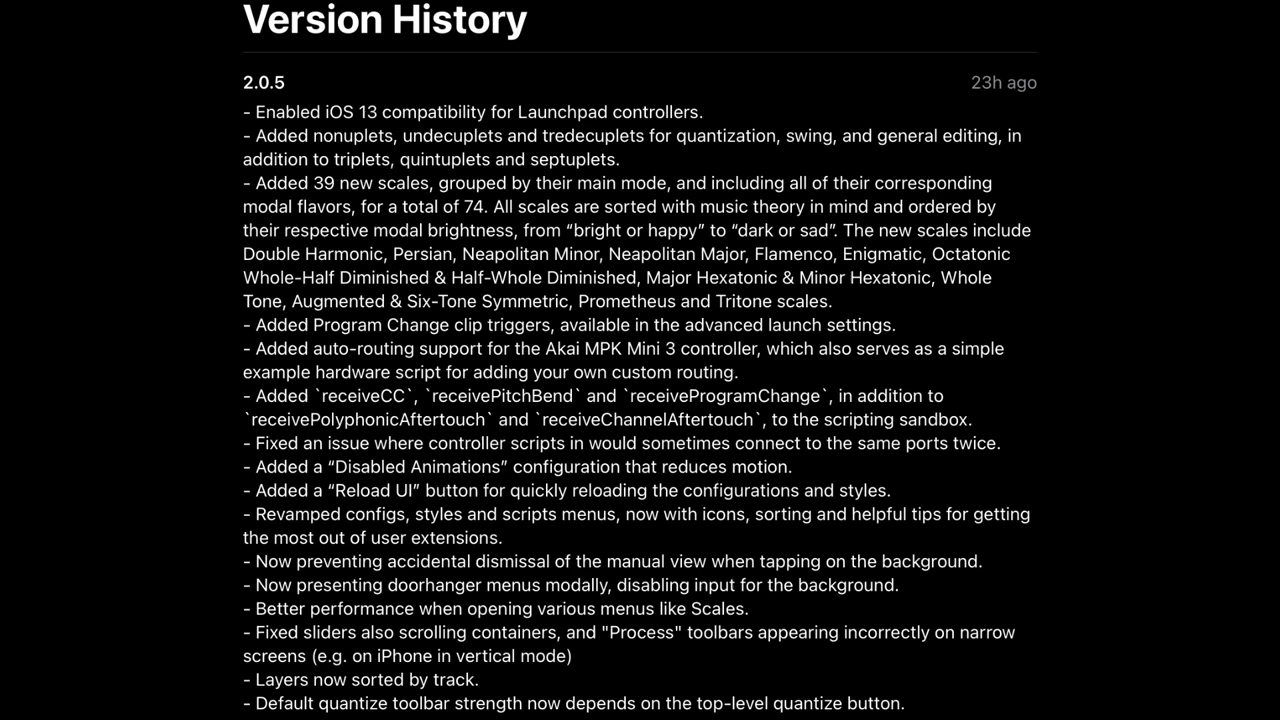 Version History
2.0.5
23h ago
- Enabled iOS 13 compatibility for Launchpad controllers.
- Added nonuplets, undecuplets and tredecuplets for quantization, swing, and general editing, in
addition to triplets, quintuplets and septuplets.
- Added 39 new scales, grouped by their main mode, and including all of their corresponding
modal flavors, for a total of 74. All scales are sorted with music theory in mind and ordered by
their respective modal brightness, from “bright or happy” to “dark or sad”. The new scales include
Double Harmonic, Persian, Neapolitan Minor, Neapolitan Major, Flamenco, Enigmatic, Octatonic
Whole-Half Diminished & Half-Whole Diminished, Major Hexatonic & Minor Hexatonic, Whole
Tone, Augmented & Six-Tone Symmetric, Prometheus and Tritone scales.
- Added Program Change clip triggers, available in the advanced launch settings.
- Added auto-routing support for the Akai MPK Mini 3 controller, which also serves as a simple
example hardware script for adding your own custom routing.
- Added `receiveCC`, `receivePitchBend` and `receiveProgramChange`, in addition to
`receivePolyphonicAftertouch` and `receiveChannelAftertouch`, to the scripting sandbox.
- Fixed an issue where controller scripts in would sometimes connect to the same ports twice.
- Added a “Disabled Animations” configuration that reduces motion.
- Added a “Reload UI” button for quickly reloading the configurations and styles.
- Revamped configs, styles and scripts menus, now with icons, sorting and helpful tips for getting
the most out of user extensions.
- Now preventing accidental dismissal of the manual view when tapping on the background.
- Now presenting doorhanger menus modally, disabling input for the background.
- Better performance when opening various menus like Scales.
- Fixed sliders also scrolling containers, and "Process" toolbars appearing incorrectly on narrow
screens (e.g. on iPhone in vertical mode)
- Layers now sorted by track.
- Default quantize toolbar strength now depends on the top-level quantize button.